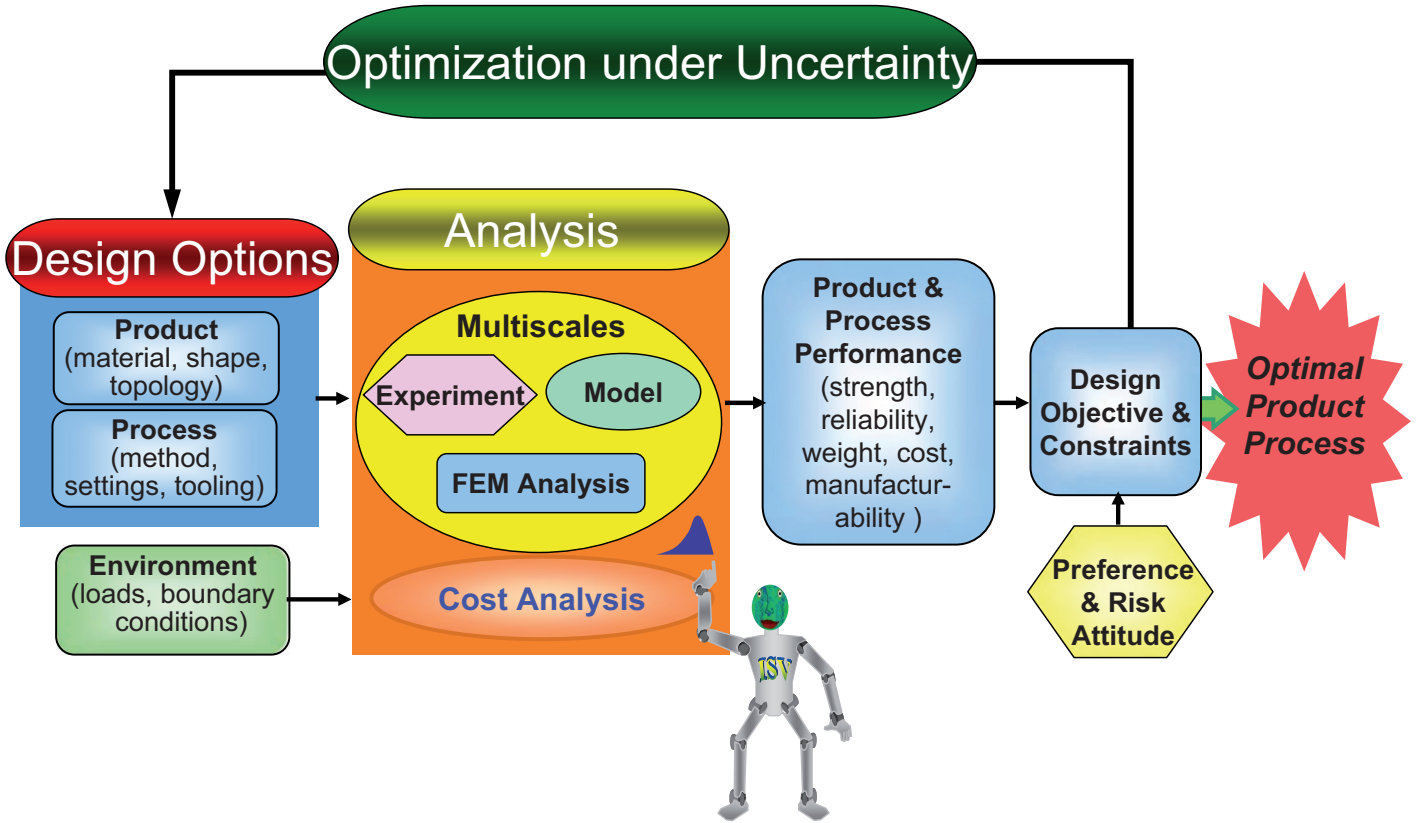 Optimization under Uncertainty
Design Options
Product
(material, shape,
topology)
Process
(method,
settings, tooling)
Environment
(loads, boundary
conditions)
Analysis
Multiscales
Experiment
Model
FEM Analysis
Cost Analysis
ISV
Product &
Process
Performance
(strength,
reliability,
weight, cost,
manufactur-
ability )
Design
Objective &
Constraints
Preference
& Risk
Attitude
Optimal
Product
Process